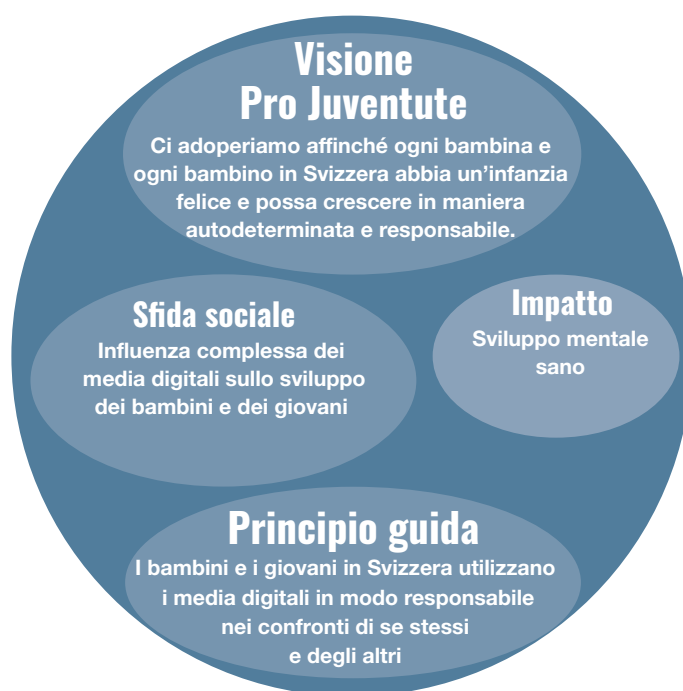 Visione
Pro Juventute
Ci adoperiamo affinché ogni bambina e
ogni bambino in Svizzera abbia un'infanzia
felice e possa crescere in maniera
autodeterminata e responsabile.
Sfida sociale
Influenza complessa dei
media digitali sullo sviluppo
dei bambini e dei giovani
Impatto
Sviluppo mentale
sano
Principio guida
I bambini e i giovani in Svizzera utilizzano
i media digitali in modo responsabile
nei confronti di se stessi
e degli altri